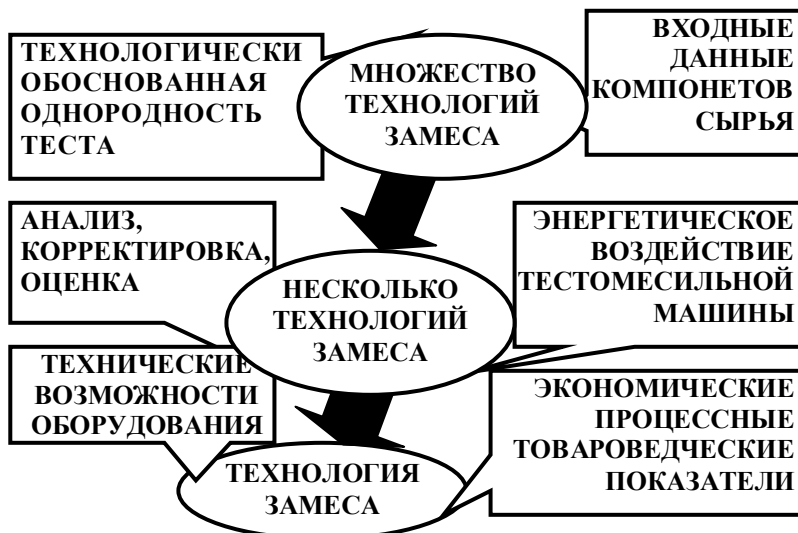 ТЕХНОЛОГИЧЕСКИ
ОБОСНОВАННАЯ
ОДНОРОДНОСТЬ
ТЕСТА
МНОЖЕСТВО
ТЕХНОЛОГИЙ
ЗАМЕСА
ВХОДНЫЕ
ДАННЫЕ
КОМПОНЕТОВ
СЫРЬЯ
АНАЛИЗ,
КОРРЕКТИРОВКА,
ОЦЕНКА
НЕСКОЛЬКО
ТЕХНОЛОГИЙ
ЗАМЕСА
ЭНЕРГЕТИЧЕСКОЕ
ВОЗДЕЙСТВИЕ
ТЕСТОМЕСИЛЬНОЙ
МАШИНЫ
ТЕХНИЧЕСКИЕ
ВОЗМОЖНОСТИ
ОБОРУДОВАНИЯ
ТЕХНОЛОГИЯ
ЗАМЕСА
ЭКОНОМИЧЕСКИЕ
ПРОЦЕССНЫЕ
ТОВАРОВЕДЧЕСКИЕ
ПОКАЗАТЕЛИ